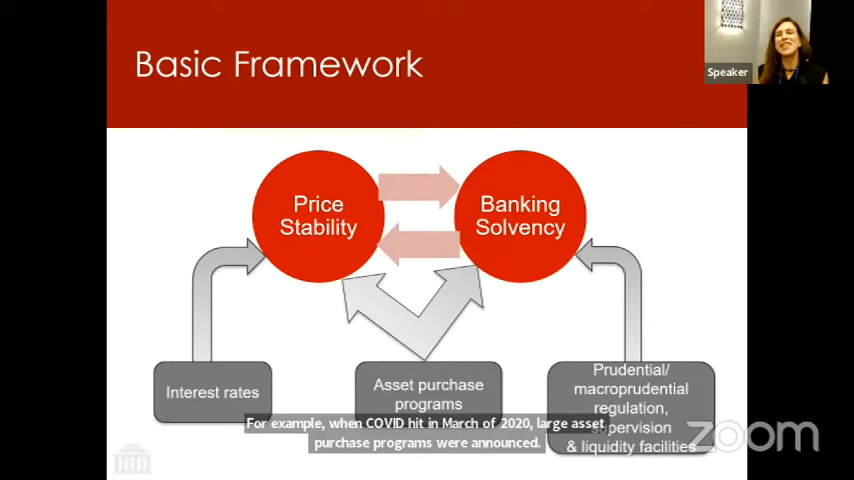 Basic Framework
Speaker
Price
Stability
Banking
Solvency
Interest rates
Asset purchase
programs
Prudential/
macroprudential
regulation,
supervision
& liquidity facilities
For example, when COVID hit in March of 2020, large asset
purchase programs were announced.
zoom